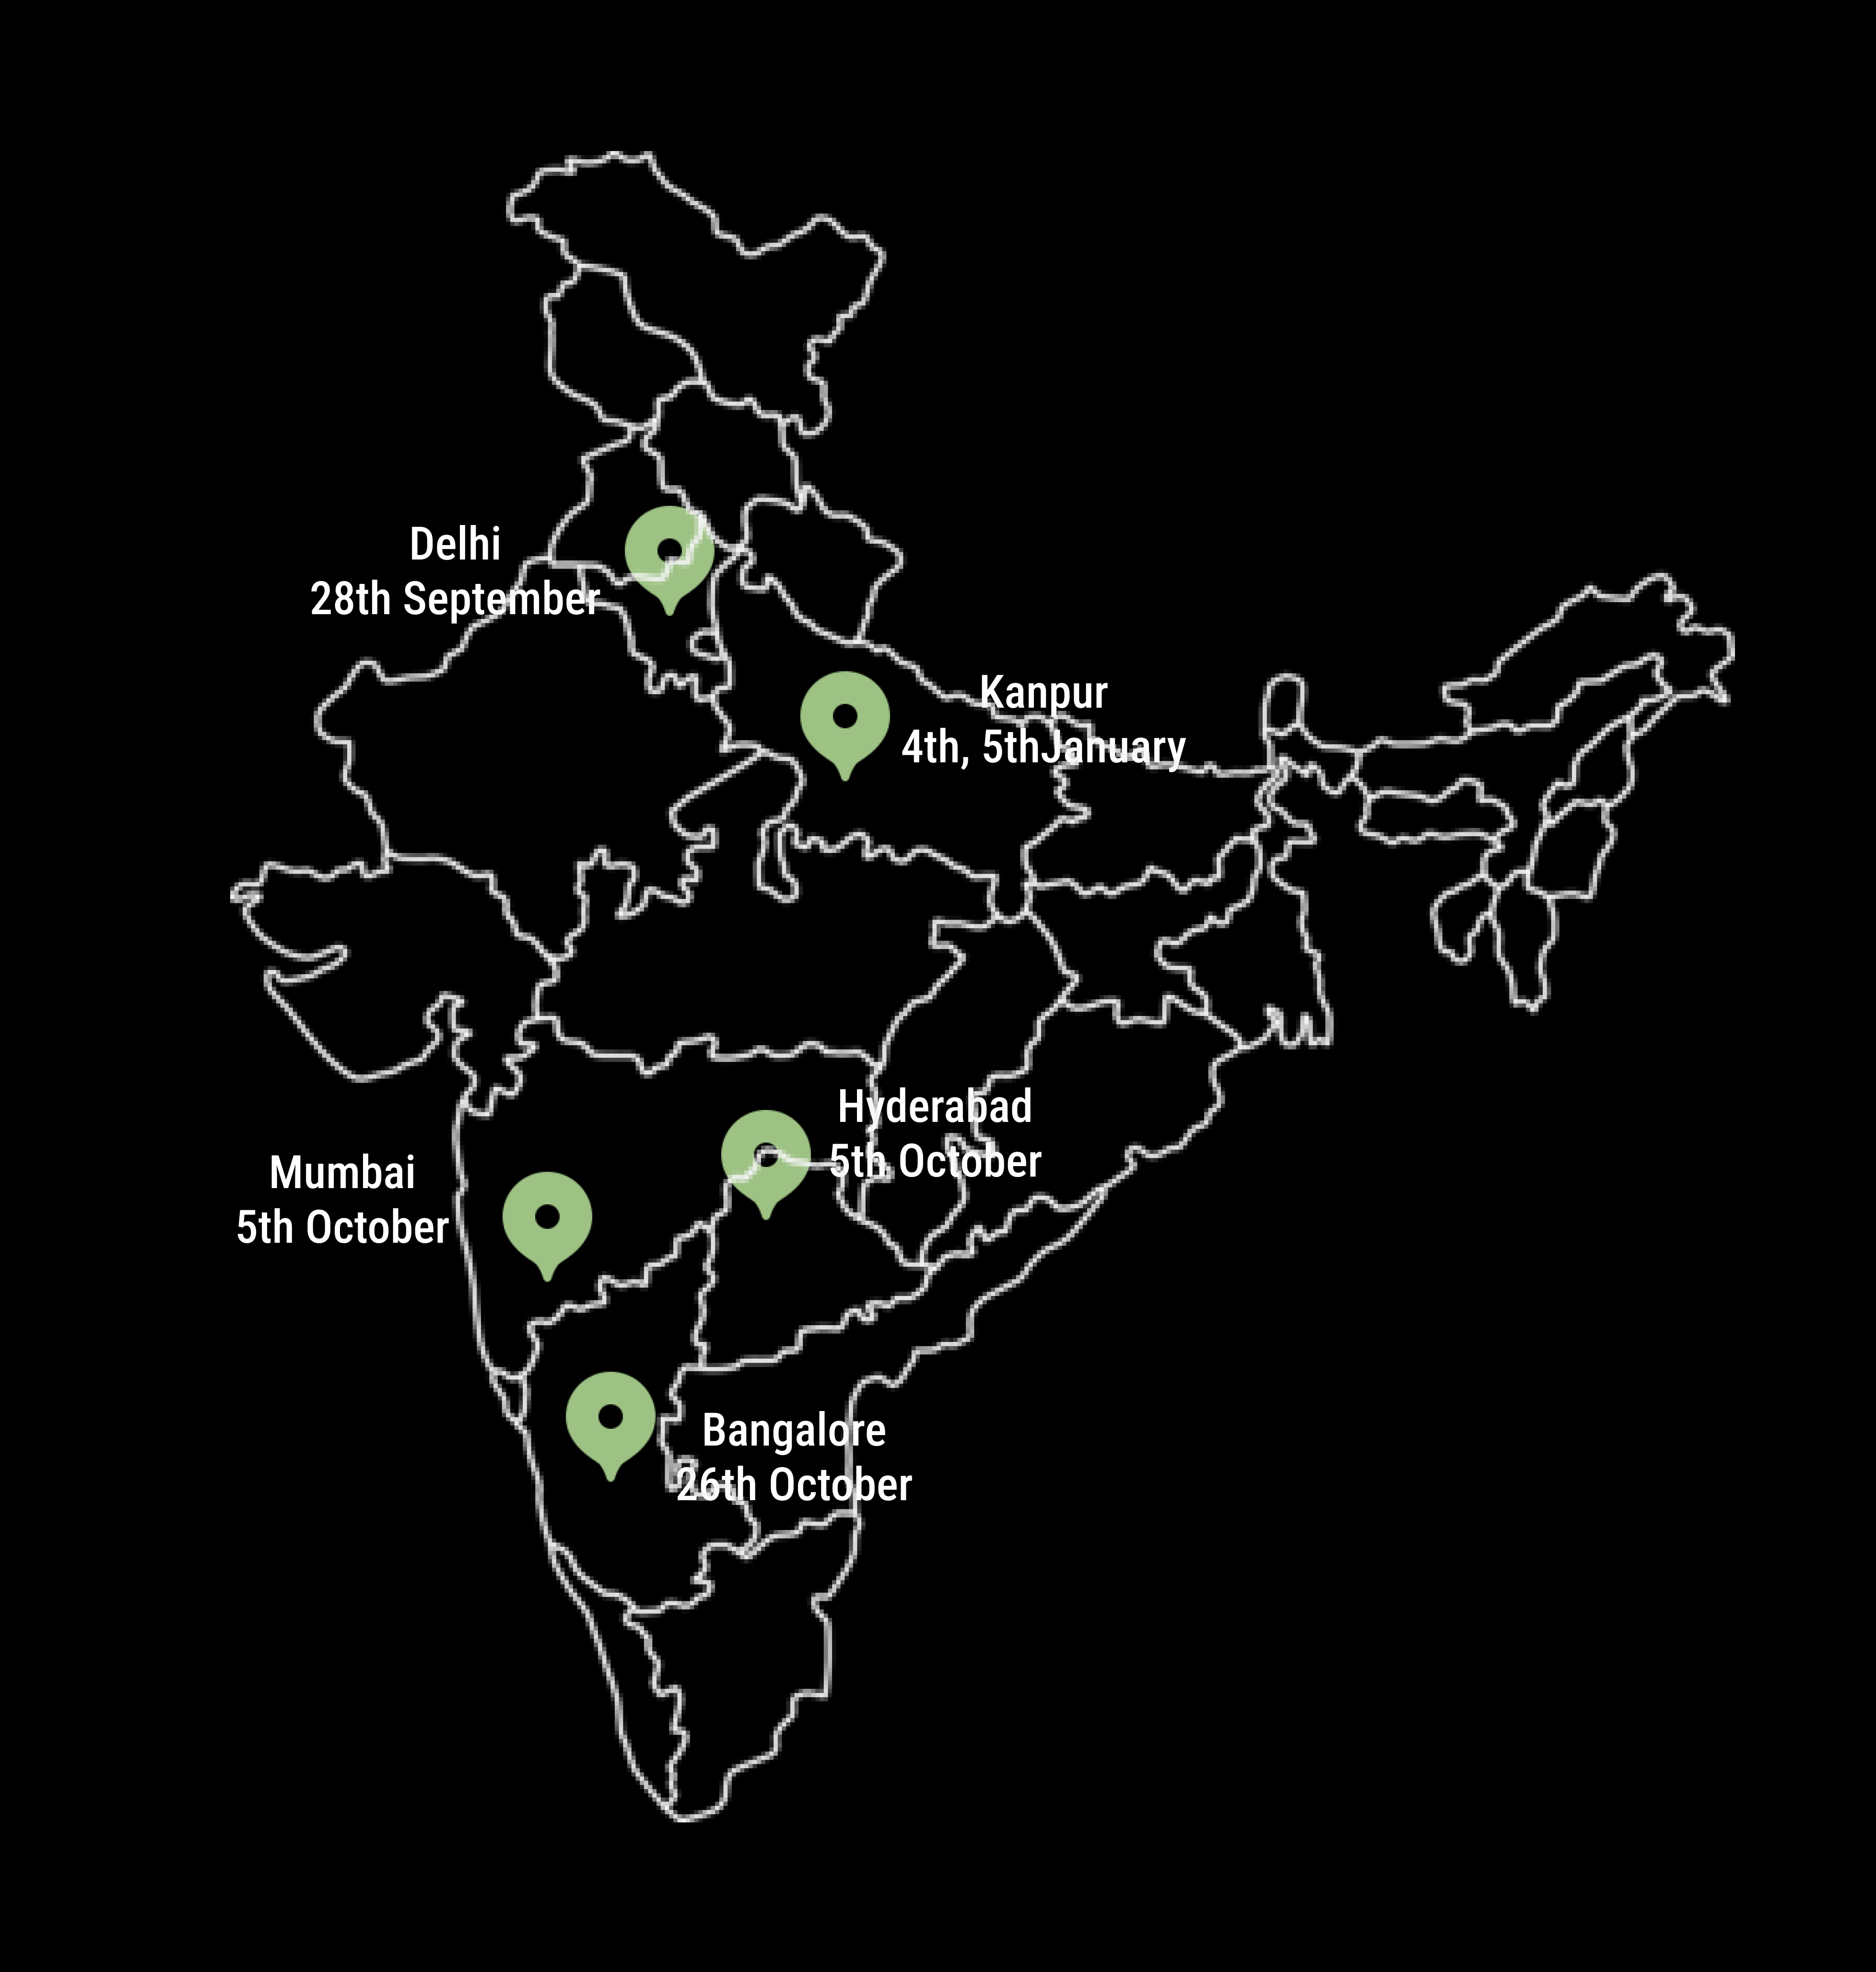 Delhi
28th September
Kanpur
4th, 5thJanuary
Hyderabad
5th October
Mumbai
5th October
Bangalore
26th October